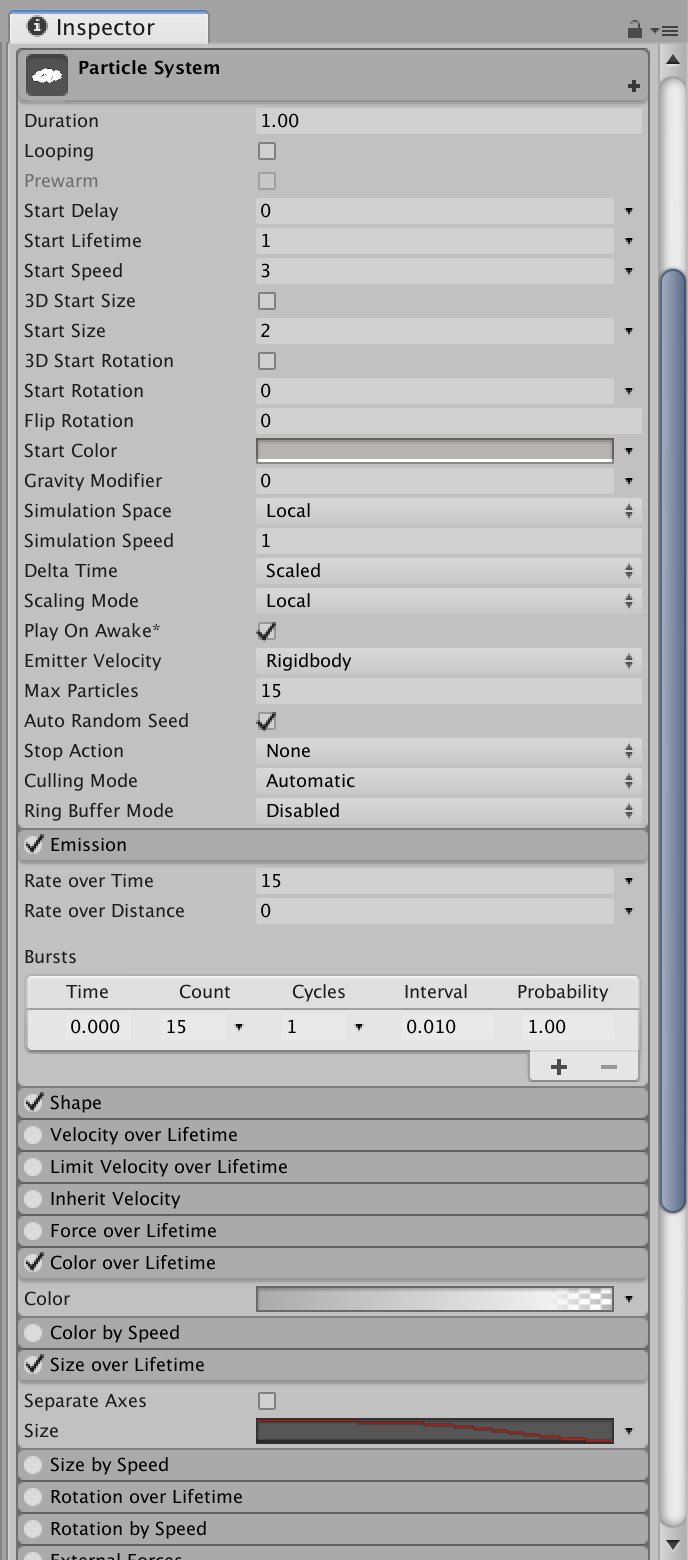 Inspector
Particle System
Duration 1.00
Looping
Prewarm
Start Delay 0
Start Lifetime 1
Start Speed 3
3D Start Size
Start Size 2
3D Start Rotation
Start Rotation 0
Flip Rotation 0
Start Color
Gravity Modifier 0
Simulation Space Local
Simulation Speed 1
Delta Time Scaled
Scaling Mode Local
Play On Awake*
Emitter Velocity Rigidbody
Max Particles 15
Auto Random Seed
Stop Action None
Culling Mode Automatic
Ring Buffer Mode Disabled
Emission
Rate over Time 15
Rate over Distance 0
Bursts
Time Count Cycles Interval Probability
0.000 15 1 0.010 1.00
Shape
Velocity over Lifetime
Limit Velocity over Lifetime
Inherit Velocity
Force over Lifetime
Color over Lifetime
Color
Color by Speed
Size over Lifetime
Separate Axes
Size
Size by Speed
Rotation over Lifetime
Rotation by Speed
External Forces